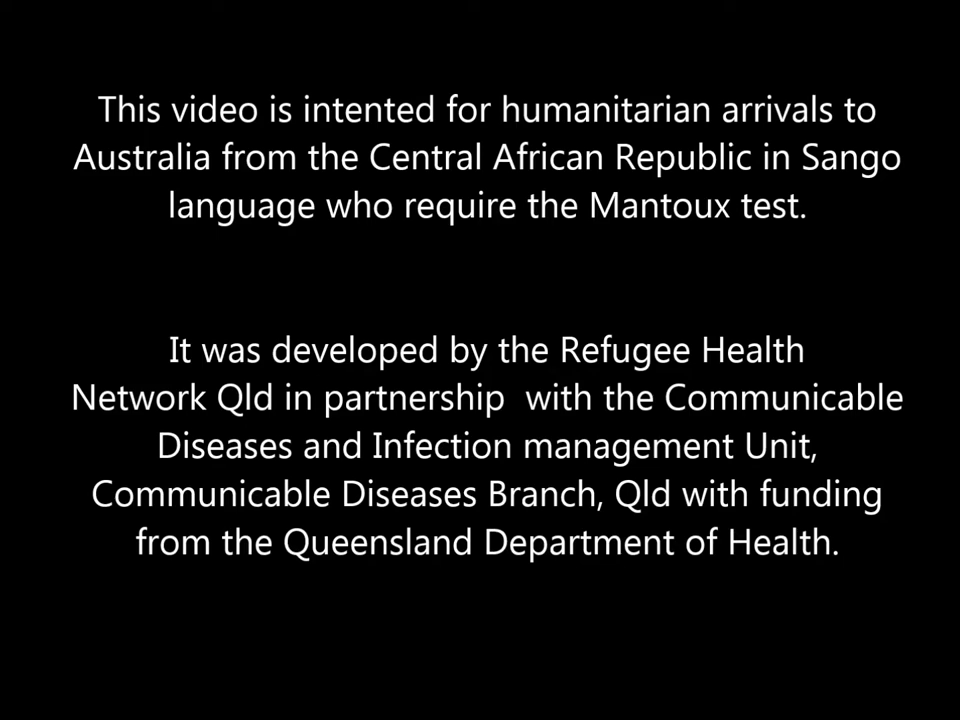 This video is intented for humanitarian arrivals to
Australia from the Central African Republic in Sango
language who require the Mantoux test.
It was developed by the Refugee Health
Network Qld in partnership  with the Communicable
Diseases and Infection management Unit,
Communicable Diseases Branch, Qld with funding
from the Queensland Department of Health.